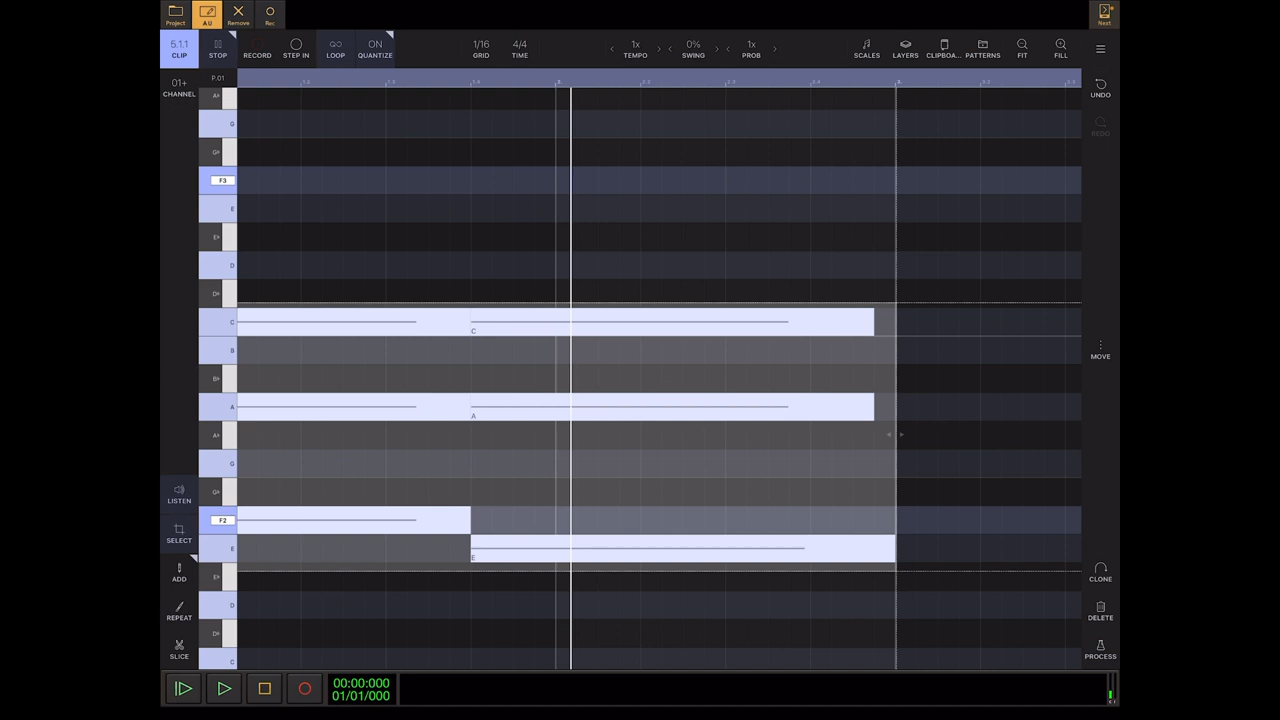 Project AU Remove Rec Next
5.1.1 1/16 4/4 1x 0% 1x
CLIP STOP RECORD STEP IN LOOP ON QUANTIZE GRID TIME TEMPO SWING PROB SCALES LAYERS CLIPBOA... PATTERNS FIT FILL
P.01
01+
CHANNEL
UNDO
REDO
G
F3
E
D
C
C
B
MOVE
A
A
G
LISTEN
F2
SELECT
E
E
ADD
CLONE
D
REPEAT
DELETE
SLICE
PROCESS
C
00:00:000
01/01/000